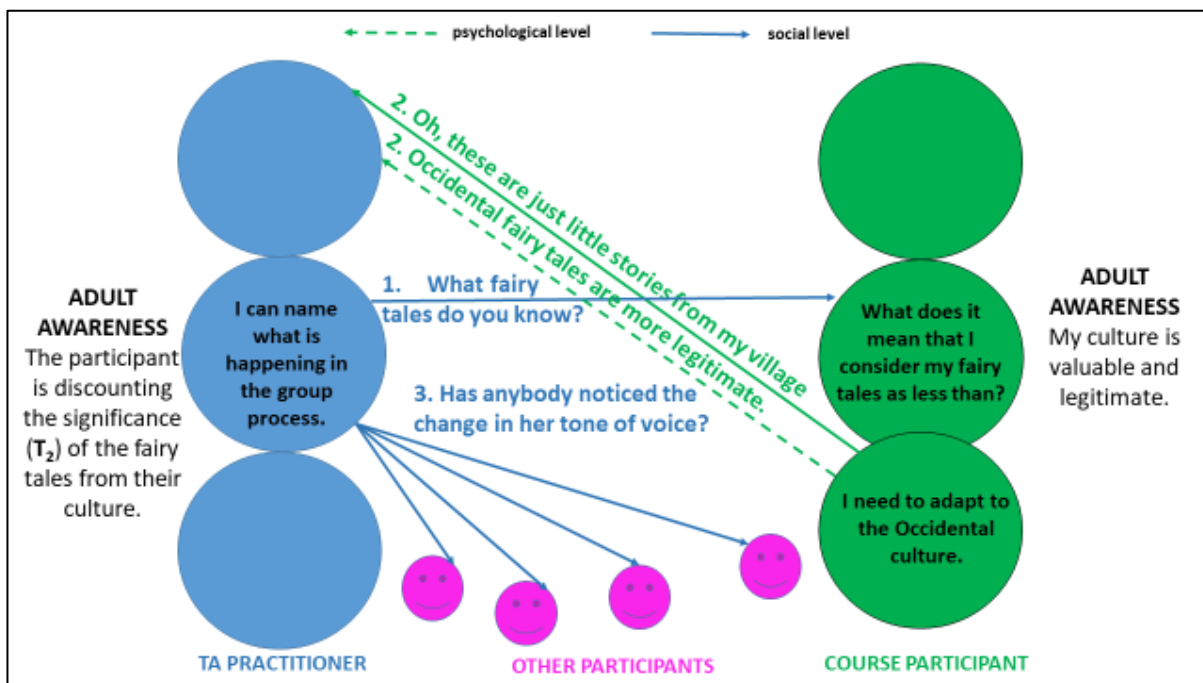 psychological level
social level
ADULT
AWARENESS
The participant
is discounting
the significance
(T₂) of the fairy
tales from their
culture.
I can name
what is
happening in
the group
process.
1. What fairy
tales do you know?
2. Oh, these are just little stories from my village
2. Occidental fairy tales are more legitimate.
3. Has anybody noticed the
change in her tone of voice?
What does it
mean that I
consider my fairy
tales as less than?
I need to adapt to
the Occidental
culture.
ADULT
AWARENESS
My culture is
valuable and
legitimate.
TA PRACTITIONER
OTHER PARTICIPANTS
COURSE PARTICIPANT